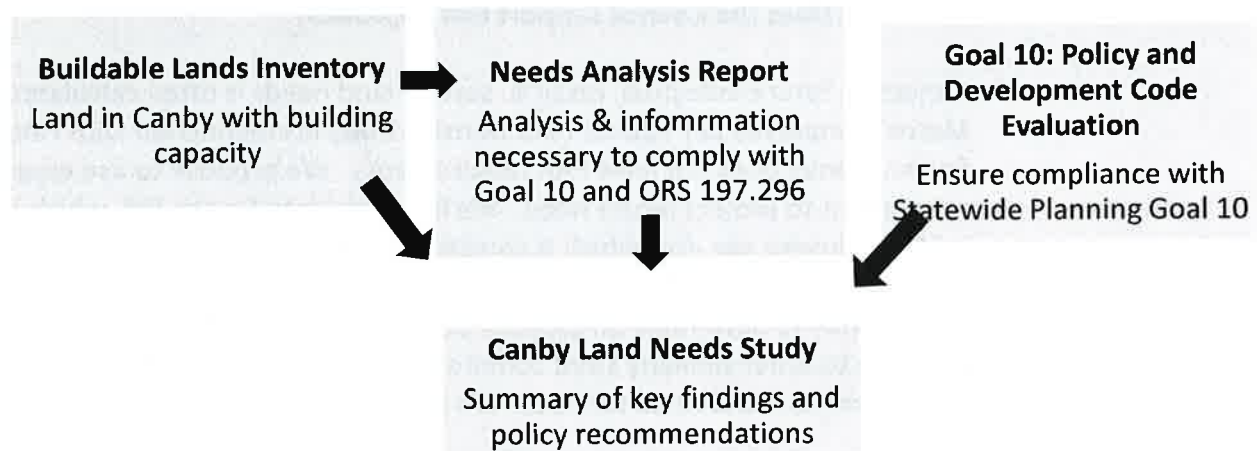 Buildable Lands Inventory
Land in Canby with building
capacity
Needs Analysis Report
Analysis & infomrmation
necessary to comply with
Goal 10 and ORS 197.296
Goal 10: Policy and
Development Code
Evaluation
Ensure compliance with
Statewide Planning Goal 10
Canby Land Needs Study
Summary of key findings and
policy recommendations